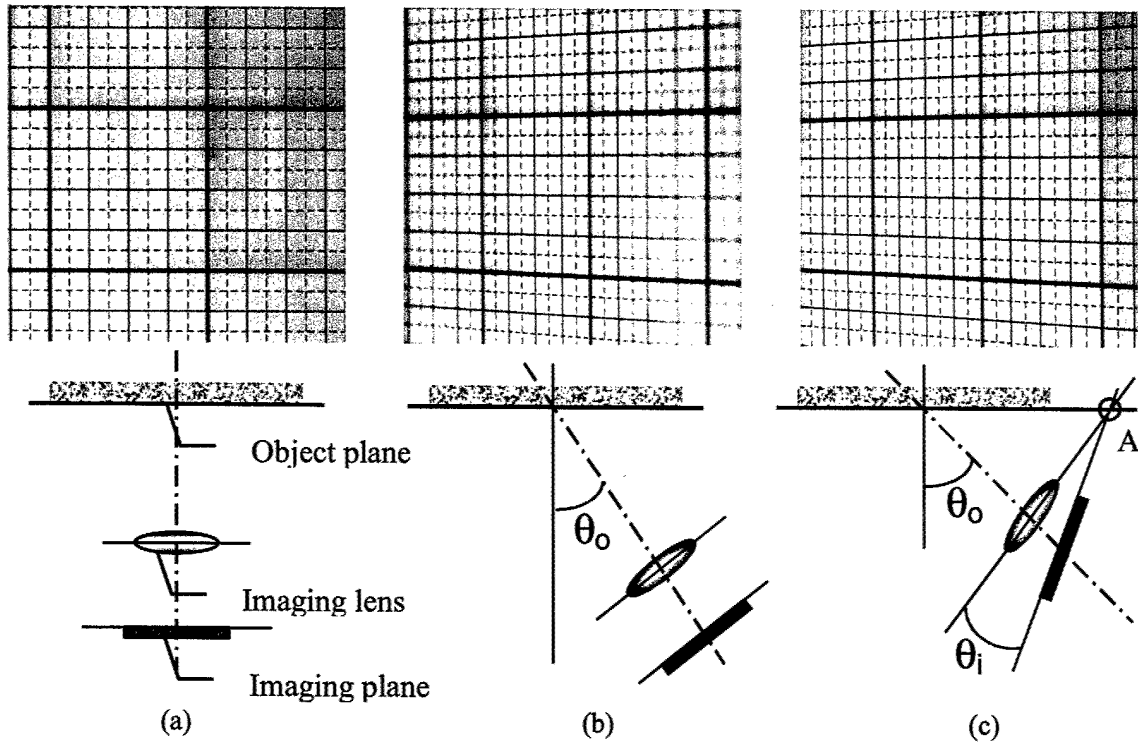 Object plane
Imaging lens
Imaging plane
θo
θo
A
θi
(a)
(b)
(c)